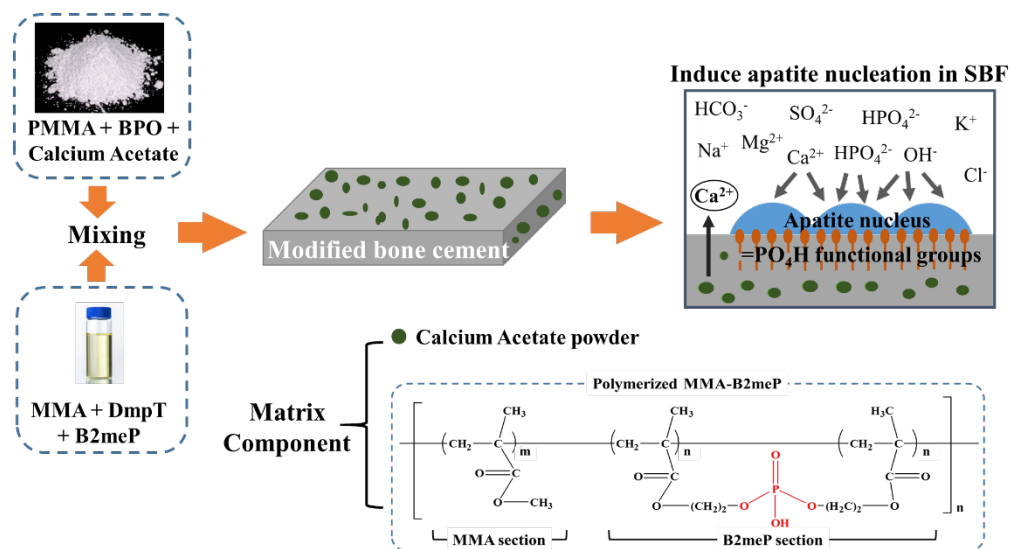 PMMA + BPO +
Calcium Acetate
Mixing
MMA + DmpT
+ B2meP
Modified bone cement
Induce apatite nucleation in SBF
HCO₃⁻
SO₄²⁻
HPO₄²⁻
K⁺
Na⁺
Mg²⁺
Ca²⁺
HPO₄²⁻
OH⁻
Cl⁻
Ca²⁺
Apatite nucleus
=PO₄H functional groups
Matrix
Component
Calcium Acetate powder
Polymerized MMA-B2meP
CH₃
CH₃
H₃C
CH₂
C
m
CH₂
C
n
CH₂
C
n
O
C
O
C
O
P
C
O
O
CH₃
O
(CH₂)₂
O
O
(H₂C)₂
O
OH
n
MMA section
B2meP section